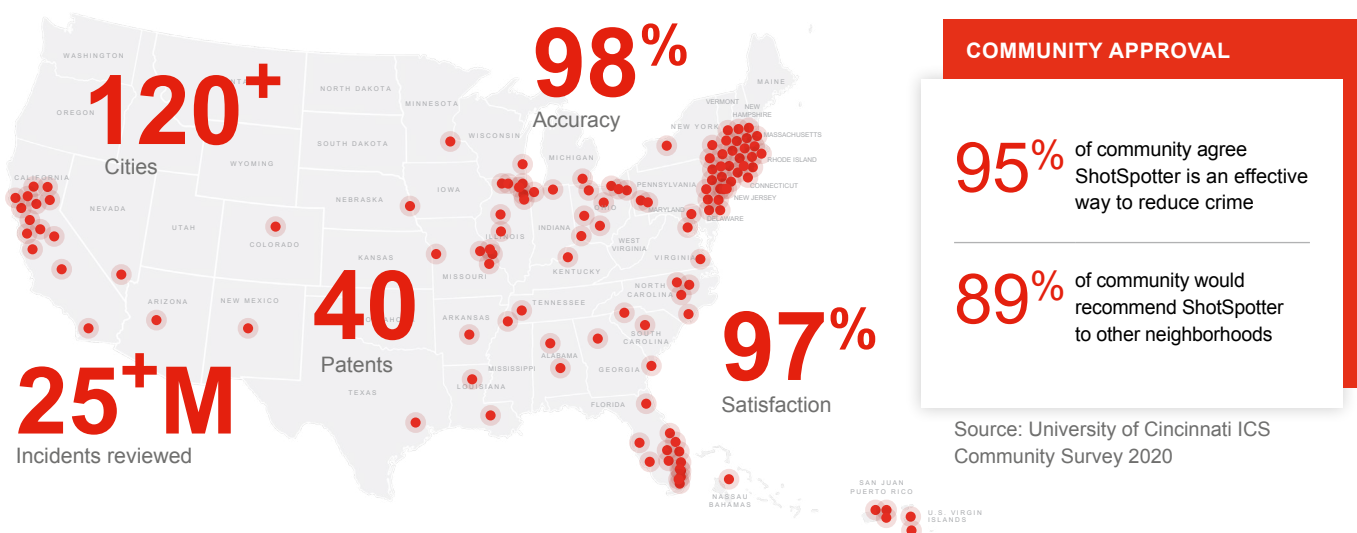 120+
Cities
98%
Accuracy
40
Patents
97%
Satisfaction
25+M
Incidents reviewed
WASHINGTON
OREGON
CALIFORNIA
NEVADA
UTAH
ARIZONA
WYOMING
COLORADO
NEW MEXICO
NORTH DAKOTA
SOUTH DAKOTA
NEBRASKA
KANSAS
TEXAS
MINNESOTA
IOWA
MISSOURI
ARKANSAS
LOUISIANA
WISCONSIN
ILLINOIS
MICHIGAN
INDIANA
KENTUCKY
TENNESSEE
MISSISSIPPI
ALABAMA
GEORGIA
FLORIDA
SOUTH
CAROLINA
NORTH
CAROLINA
VIRGINIA
WEST
VIRGINIA
MARYLAND
DELAWARE
NEW JERSEY
PENNSYLVANIA
NEW YORK
CONNECTICUT
RHODE ISLAND
MASSACHUSETTS
VERMONT
NEW
HAMPSHIRE
MAINE
NASSAU
BAHAMAS
SAN JUAN
PUERTO RICO
U.S. VIRGIN
ISLANDS
COMMUNITY APPROVAL
95% of community agree
ShotSpotter is an effective
way to reduce crime
89% of community would
recommend ShotSpotter
to other neighborhoods
Source: University of Cincinnati ICS
Community Survey 2020